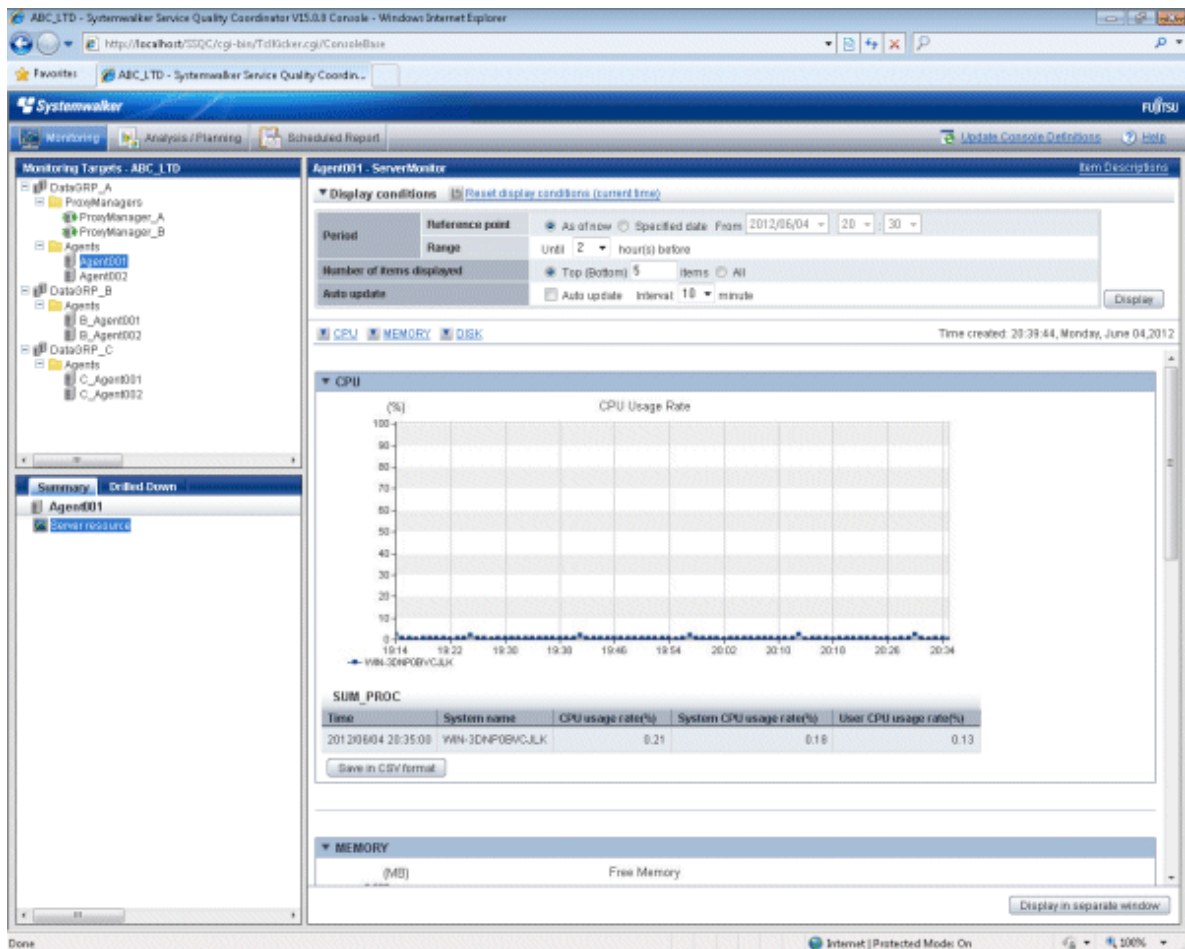 ABC_LTD - Systemwalker Service Quality Coordinator V15.0.0 Console - Windows Internet Explorer
http://localhost/SSQC/cgi-bin/TclKicker.cgi/ConsoleBase
Favorites ABC_LTD - Systemwalker Service Quality Coordin...
Systemwalker FUJITSU
Monitoring Analysis / Planning Scheduled Report Update Console Definitions Help
Monitoring Targets - ABC_LTD
DataGRP_A
ProxyManagers
ProxyManager_A
ProxyManager_B
Agents
Agent001
Agent002
DataGRP_B
Agents
B_Agent001
B_Agent002
DataGRP_C
Agents
C_Agent001
C_Agent002
Summary Drilled Down
Agent001
Server resource
Agent001 - ServerMonitor Item Descriptions
Display conditions Reset display conditions (current time)
Period Reference point As of now Specified date From 2012/06/04 20 : 30
Range Until 2 hour(s) before
Number of items displayed Top (Bottom) 5 items All
Auto update Auto update Interval 10 minute
Display
CPU MEMORY DISK Time created: 20:39:44, Monday, June 04,2012
CPU
(%) CPU Usage Rate
100
90
80
70
60
50
40
30
20
10
0
19:14 19:22 19:30 19:38 19:46 19:54 20:02 20:10 20:18 20:26 20:34
WIN-3DNP0BVCJLK
SUM_PROC
Time System name CPU usage rate(%) System CPU usage rate(%) User CPU usage rate(%)
2012/06/04 20:35:00 WIN-3DNP0BVCJLK 0.21 0.18 0.13
Save in CSV format
MEMORY
(MB) Free Memory
Display in separate window
Done Internet | Protected Mode: On 100%